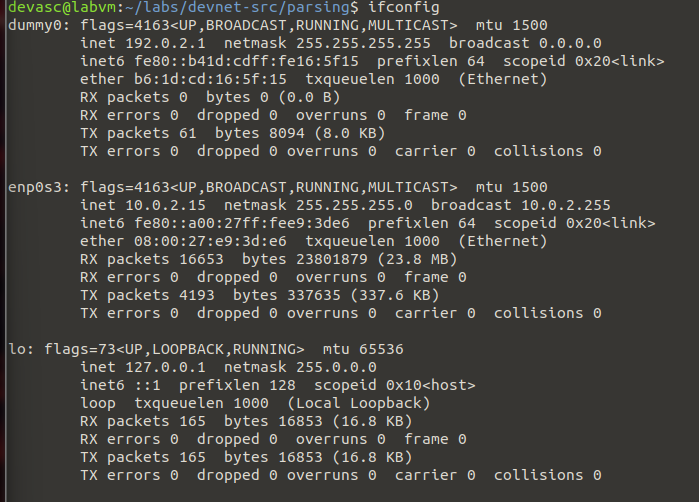 devasc@labvm:~/labs/devnet-src/parsing$ ifconfig
dummy0: flags=4163<UP,BROADCAST,RUNNING,MULTICAST>  mtu 1500
        inet 192.0.2.1  netmask 255.255.255.255  broadcast 0.0.0.0
        inet6 fe80::b41d:cdff:fe16:5f15  prefixlen 64  scopeid 0x20<link>
        ether b6:1d:cd:16:5f:15  txqueuelen 1000  (Ethernet)
        RX packets 0  bytes 0 (0.0 B)
        RX errors 0  dropped 0  overruns 0  frame 0
        TX packets 61  bytes 8094 (8.0 KB)
        TX errors 0  dropped 0 overruns 0  carrier 0  collisions 0

enp0s3: flags=4163<UP,BROADCAST,RUNNING,MULTICAST>  mtu 1500
        inet 10.0.2.15  netmask 255.255.255.0  broadcast 10.0.2.255
        inet6 fe80::a00:27ff:fee9:3de6  prefixlen 64  scopeid 0x20<link>
        ether 08:00:27:e9:3d:e6  txqueuelen 1000  (Ethernet)
        RX packets 16653  bytes 23801879 (23.8 MB)
        RX errors 0  dropped 0  overruns 0  frame 0
        TX packets 4193  bytes 337635 (337.6 KB)
        TX errors 0  dropped 0 overruns 0  carrier 0  collisions 0

lo: flags=73<UP,LOOPBACK,RUNNING>  mtu 65536
        inet 127.0.0.1  netmask 255.0.0.0
        inet6 ::1  prefixlen 128  scopeid 0x10<host>
        loop  txqueuelen 1000  (Local Loopback)
        RX packets 165  bytes 16853 (16.8 KB)
        RX errors 0  dropped 0  overruns 0  frame 0
        TX packets 165  bytes 16853 (16.8 KB)
        TX errors 0  dropped 0 overruns 0  carrier 0  collisions 0